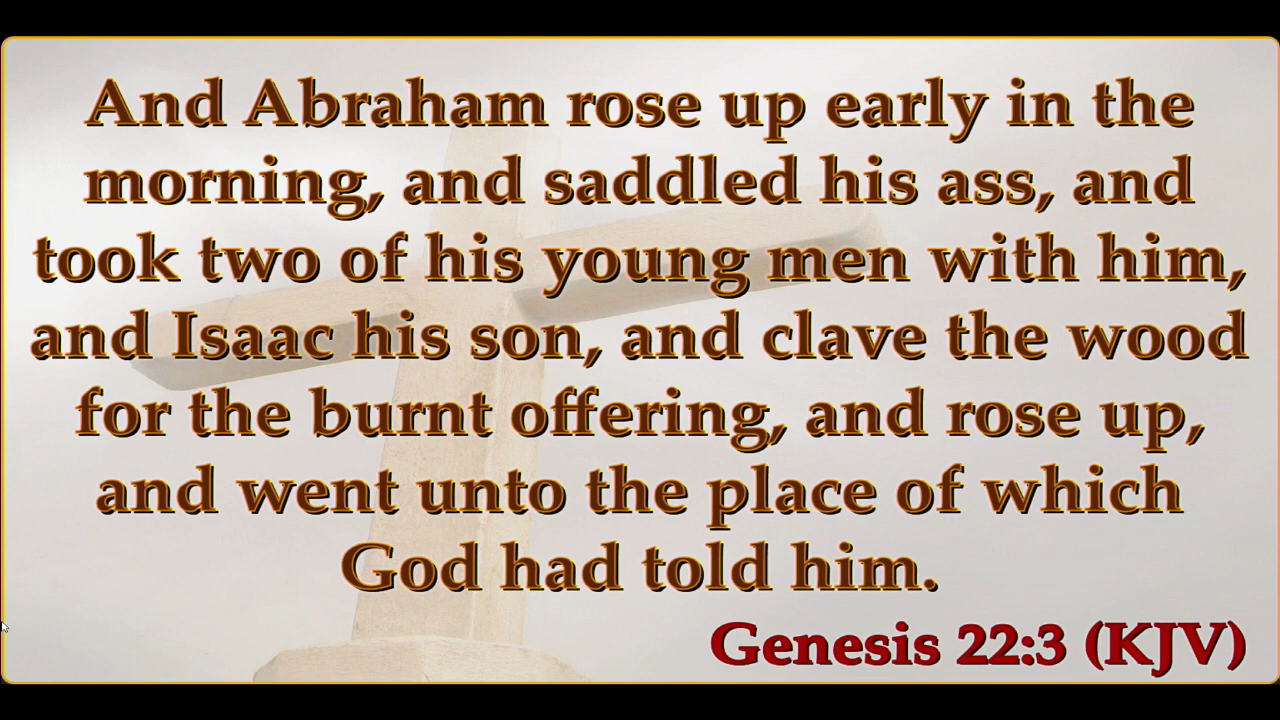 And Abraham rose up early in the
morning, and saddled his ass, and
took two of his young men with him,
and Isaac his son, and clave the wood
for the burnt offering, and rose up,
and went unto the place of which
God had told him.
Genesis 22:3 (KJV)